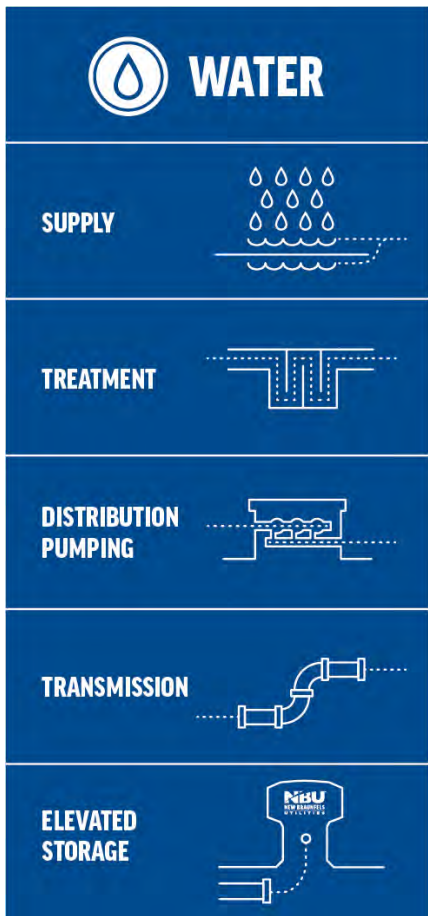 WATER
SUPPLY
TREATMENT
DISTRIBUTION
PUMPING
TRANSMISSION
NBU
NEW BRAUNFELS
UTILITIES
ELEVATED
STORAGE